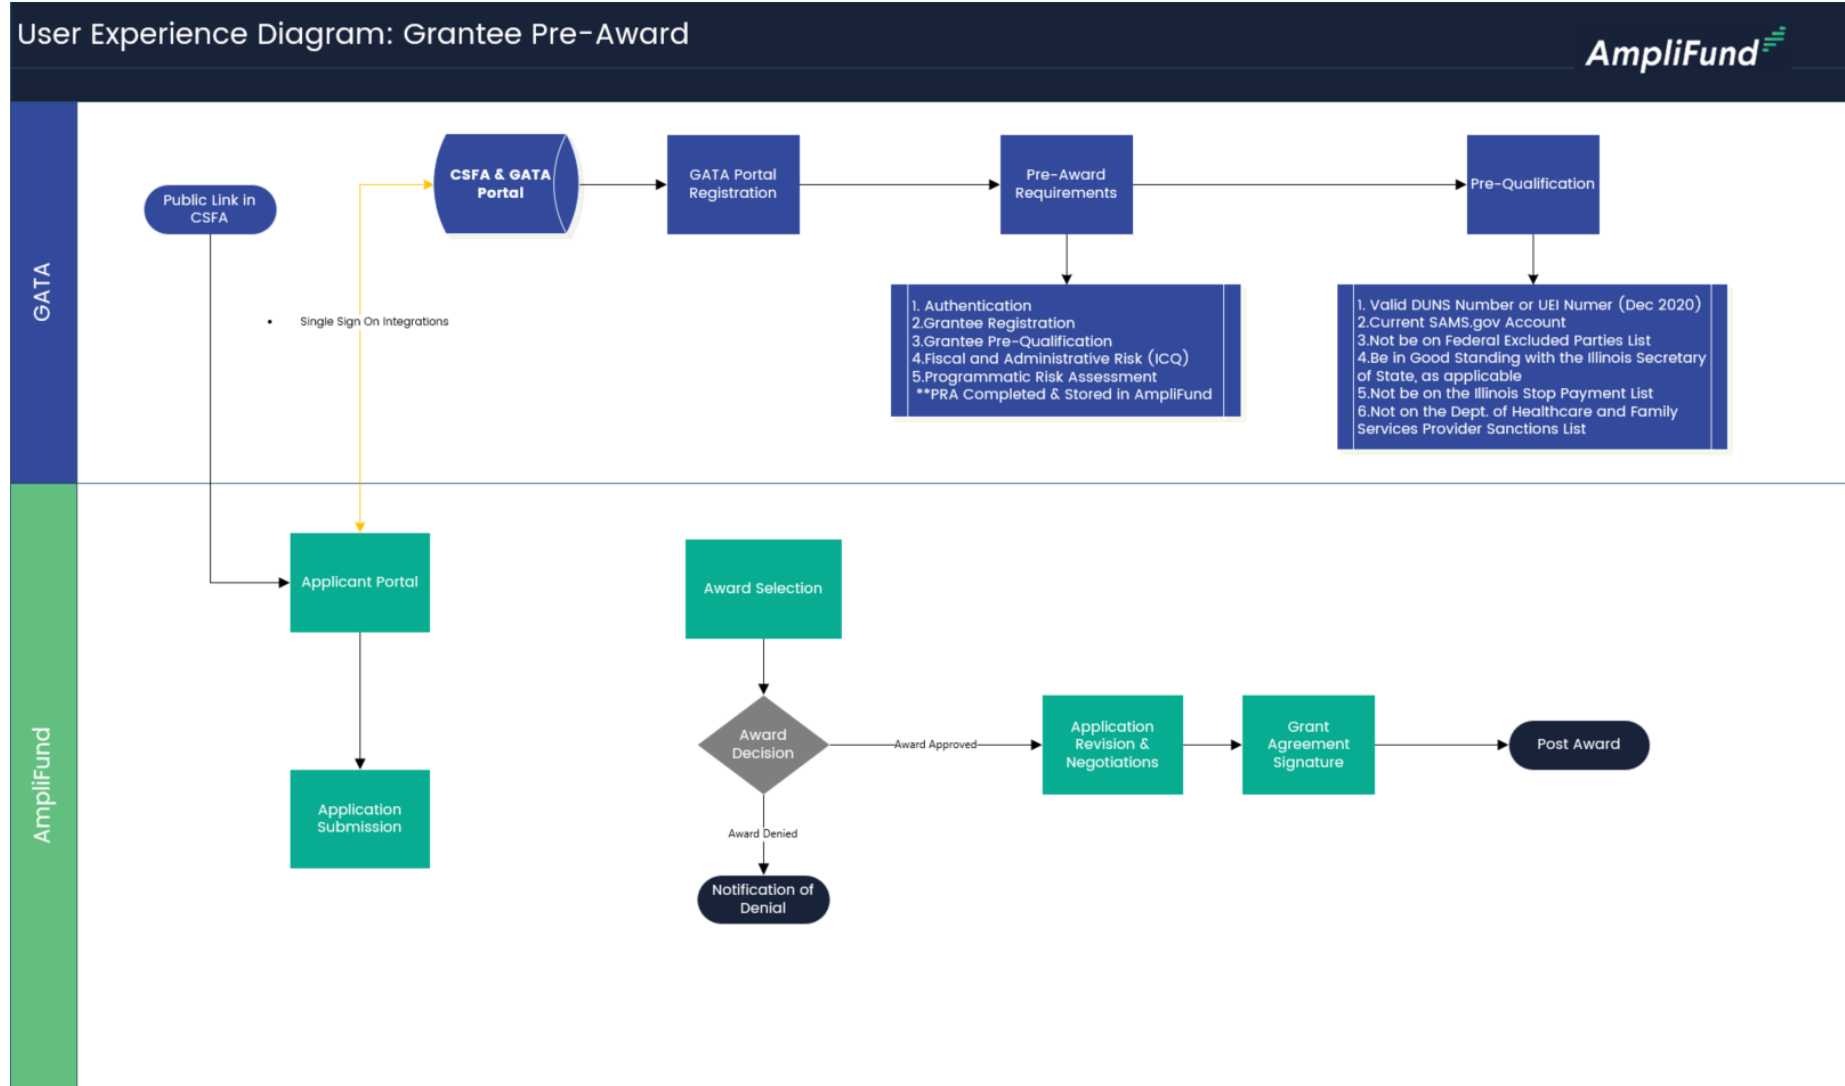 User Experience Diagram: Grantee Pre-Award
AmpliFund
GATA
Public Link in
CSFA
CSFA & GATA
Portal
GATA Portal
Registration
Pre-Award
Requirements
Pre-Qualification
• Single Sign On Integrations
1. Authentication
2.Grantee Registration
3.Grantee Pre-Qualification
4.Fiscal and Administrative Risk (ICQ)
5.Programmatic Risk Assessment
**PRA Completed & Stored in AmpliFund
1. Valid DUNS Number or UEI Numer (Dec 2020)
2.Current SAMS.gov Account
3.Not be on Federal Excluded Parties List
4.Be in Good Standing with the Illinois Secretary
of State, as applicable
5.Not be on the Illinois Stop Payment List
6.Not on the Dept. of Healthcare and Family
Services Provider Sanctions List
AmpliFund
Applicant Portal
Application
Submission
Award Selection
Award
Decision
Award Approved
Application
Revision &
Negotiations
Grant
Agreement
Signature
Post Award
Award Denied
Notification of
Denial